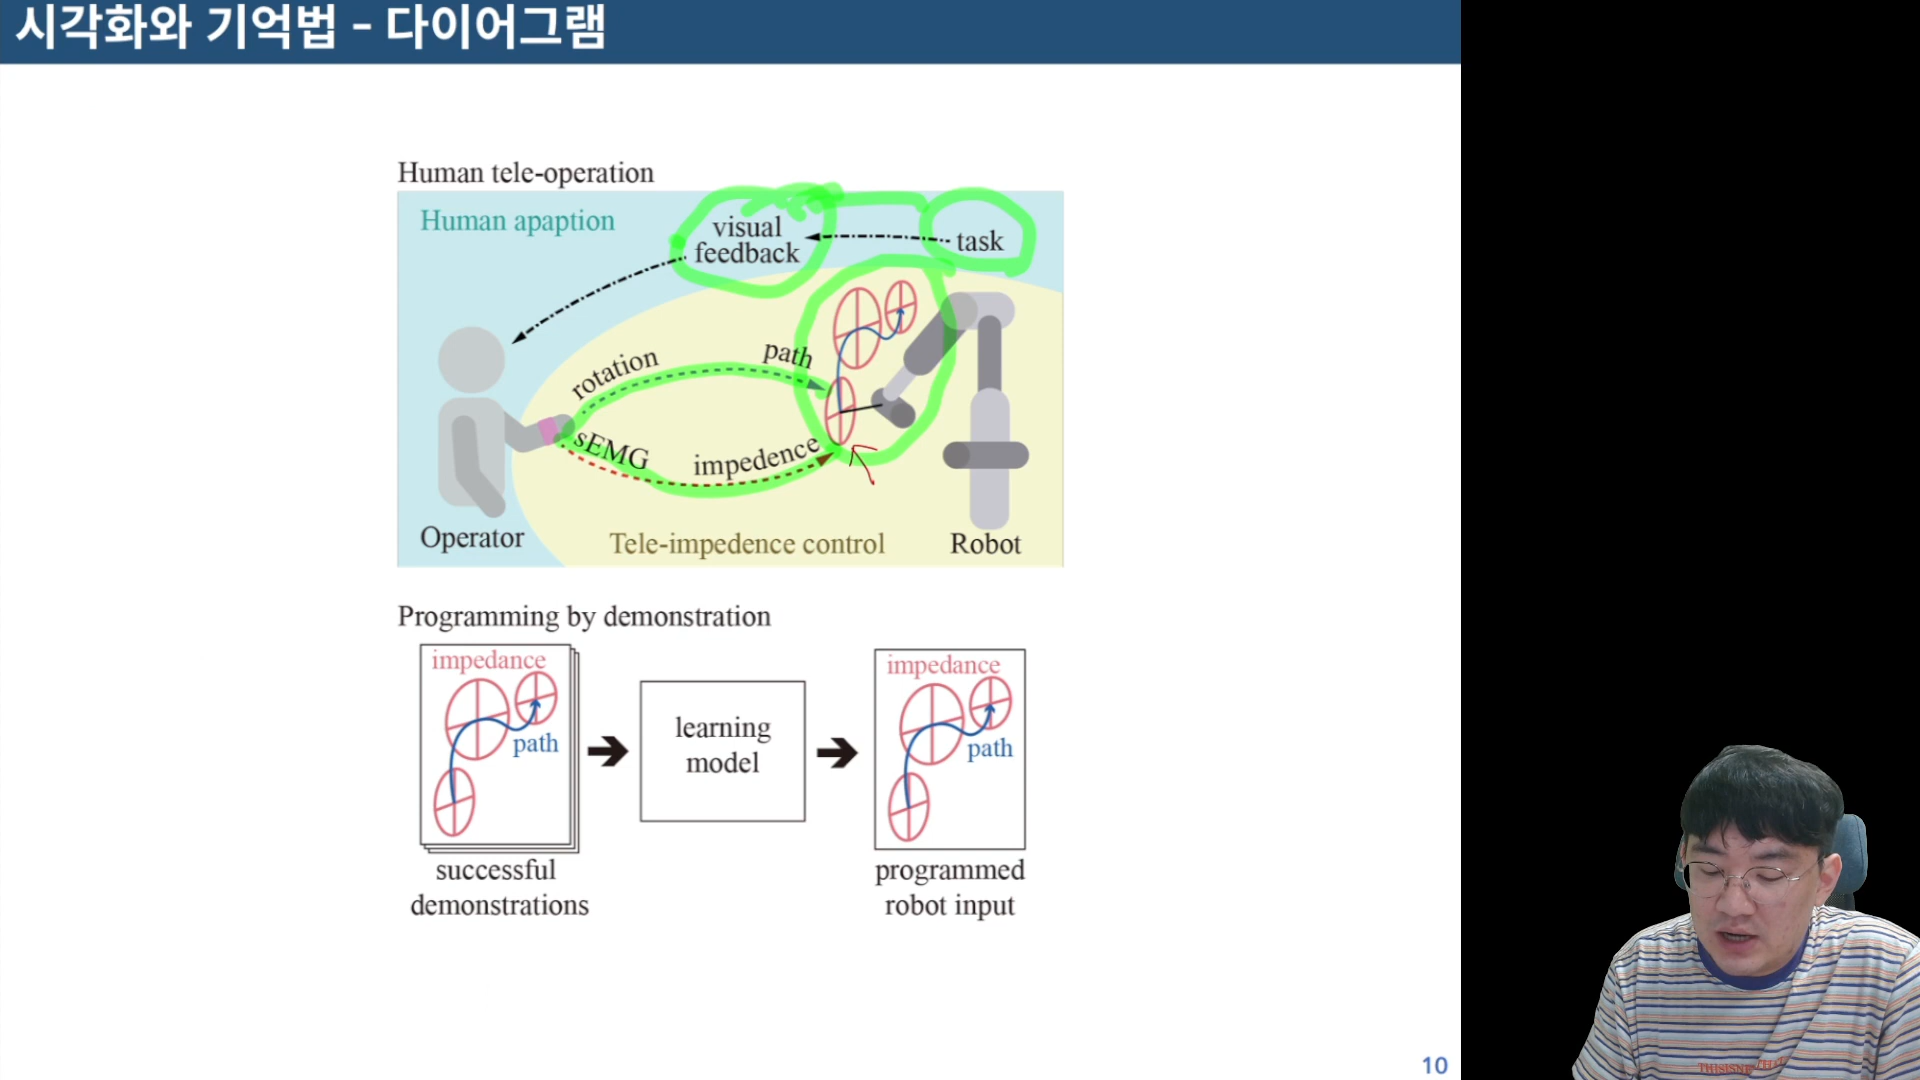 시각화와 기억법 - 다이어그램
Human tele-operation
Human apaption
visual
feedback
task
rotation
path
sEMG
impedence
Operator
Tele-impedence control
Robot
Programming by demonstration
impedance
path
learning
model
impedance
path
successful
demonstrations
programmed
robot input
10